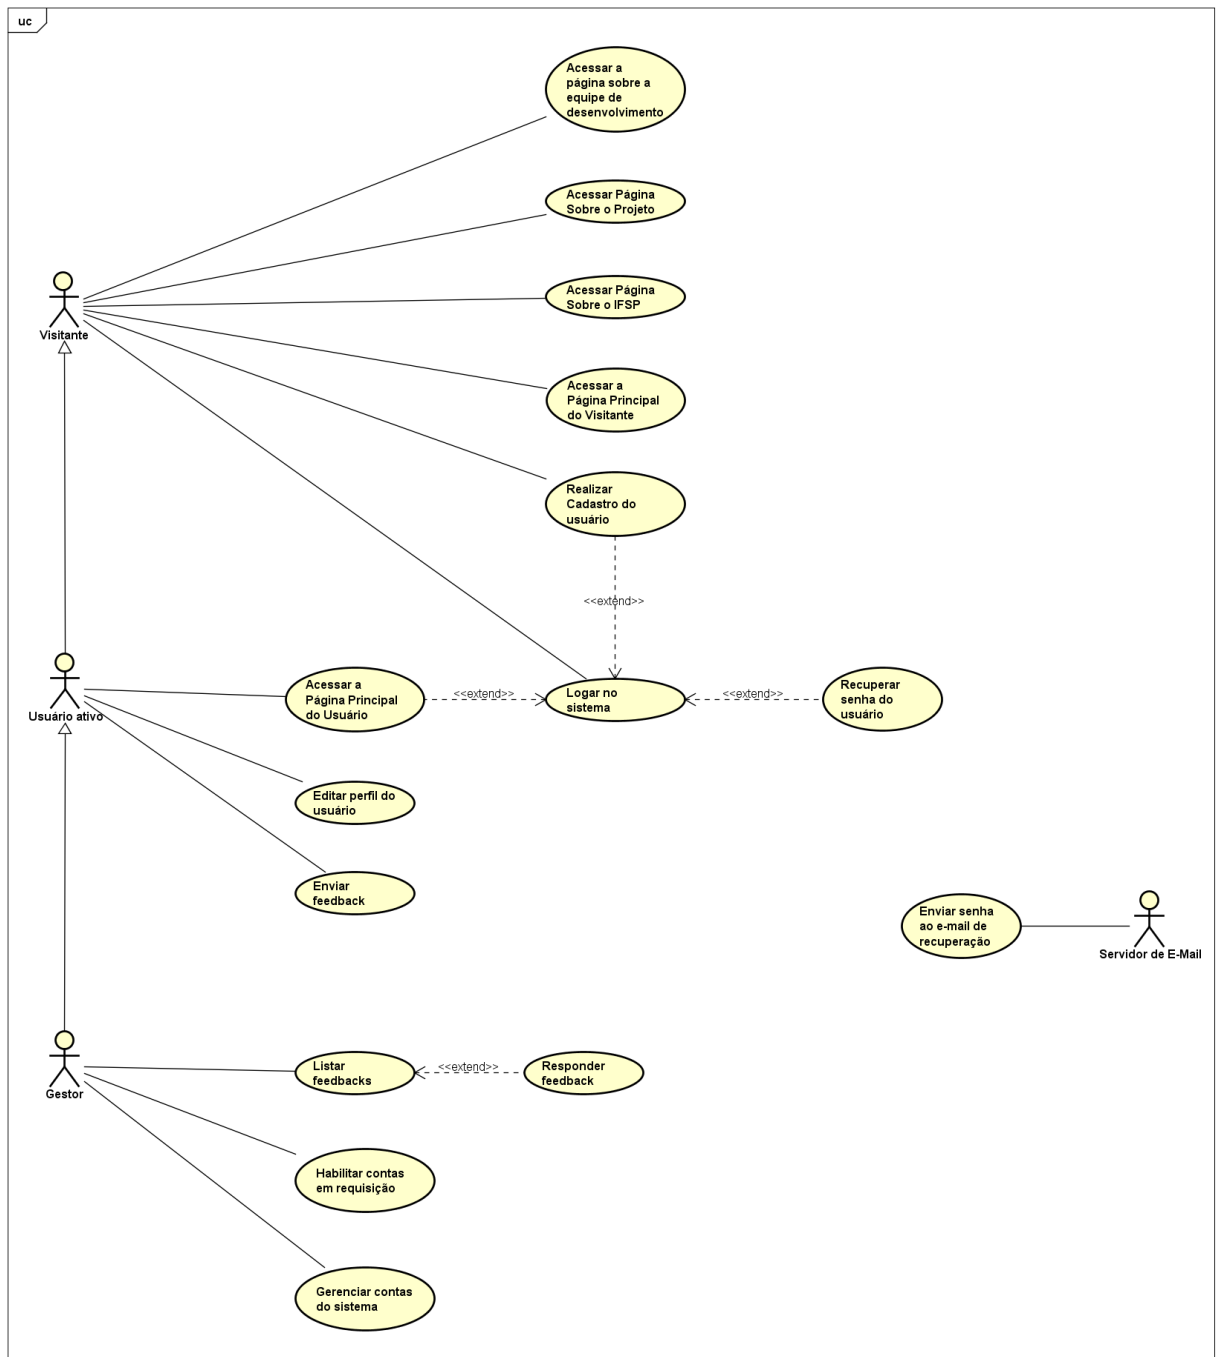 uc
Acessar a
página sobre a
equipe de
desenvolvimento
Acessar Página
Sobre o Projeto
Acessar Página
Sobre o IFSP
Visitante
Acessar a
Página Principal
do Visitante
Realizar
Cadastro do
usuário
<<extend>>
Usuário ativo
Acessar a
Página Principal
do Usuário
<<extend>>
Logar no
sistema
<<extend>>
Recuperar
senha do
usuário
Editar perfil do
usuário
Enviar
feedback
Enviar senha
ao e-mail de
recuperação
Servidor de E-Mail
Gestor
Listar
feedbacks
<<extend>>
Responder
feedback
Habilitar contas
em requisição
Gerenciar contas
do sistema